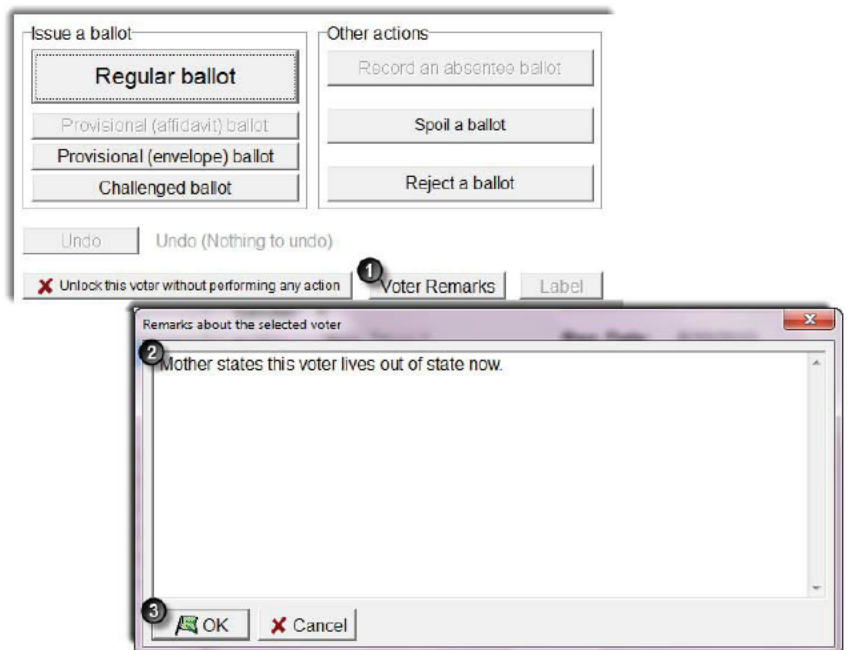 Issue a ballot
Other actions
Regular ballot
Record an absentee ballot
Provisional (affidavit) ballot
Spoil a ballot
Provisional (envelope) ballot
Challenged ballot
Reject a ballot
Undo
Undo (Nothing to undo)
Unlock this voter without performing any action
1
Voter Remarks
Label
Remarks about the selected voter
2
Mother states this voter lives out of state now.
3
OK
Cancel